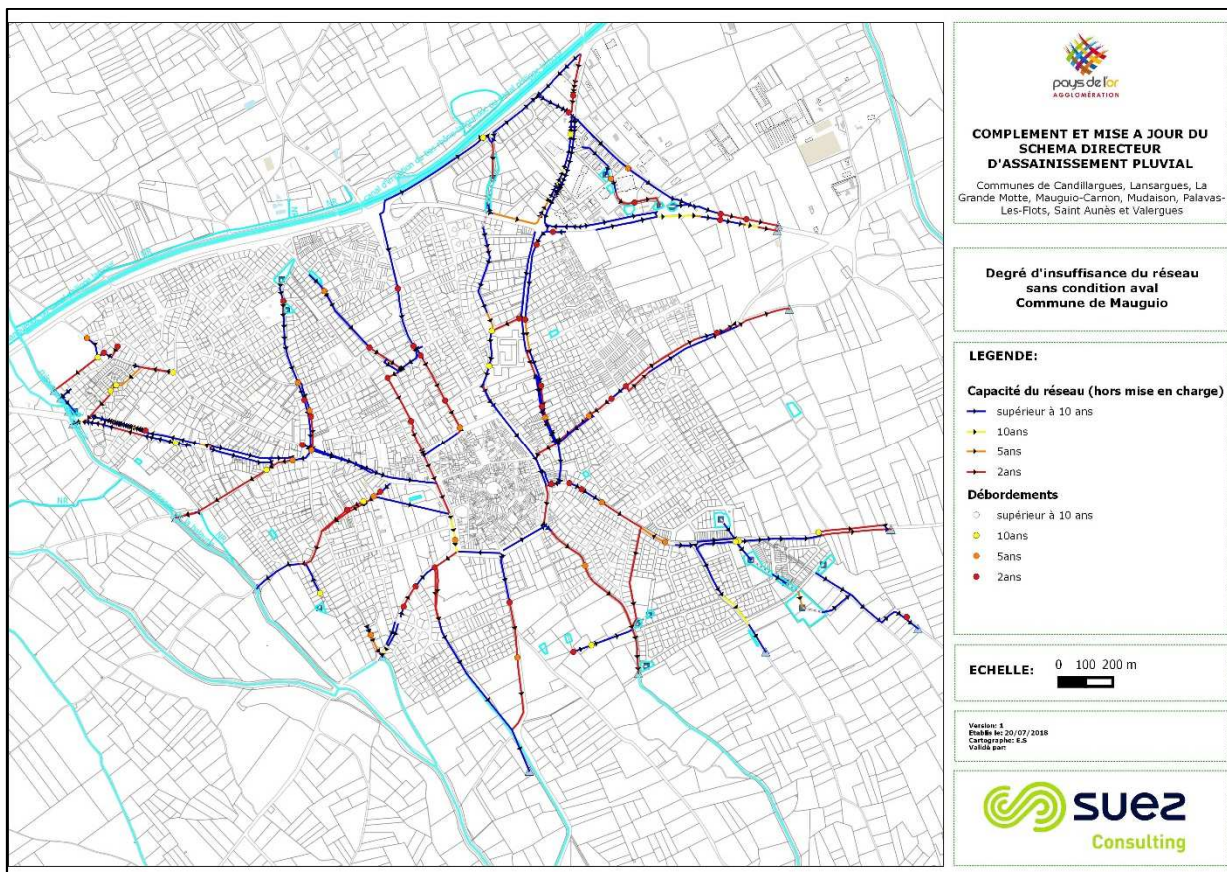 pays de l'or
AGGLOMÉRATION
COMPLEMENT ET MISE A JOUR DU
SCHEMA DIRECTEUR
D'ASSAINISSEMENT PLUVIAL
Communes de Candillargues, Lansargues, La
Grande Motte, Mauguio-Carnon, Mudaison, Palavas-
Les-Flots, Saint Aunès et Valergues
Degré d'insuffisance du réseau
sans condition aval
Commune de Mauguio
LEGENDE:
Capacité du réseau (hors mise en charge)
supérieur à 10 ans
10ans
5ans
2ans
Débordements
supérieur à 10 ans
10ans
5ans
2ans
ECHELLE:
0 100 200 m
Version: 1
Etablis le: 20/07/2018
Cartographe: E.S
Validé par:
suez
Consulting